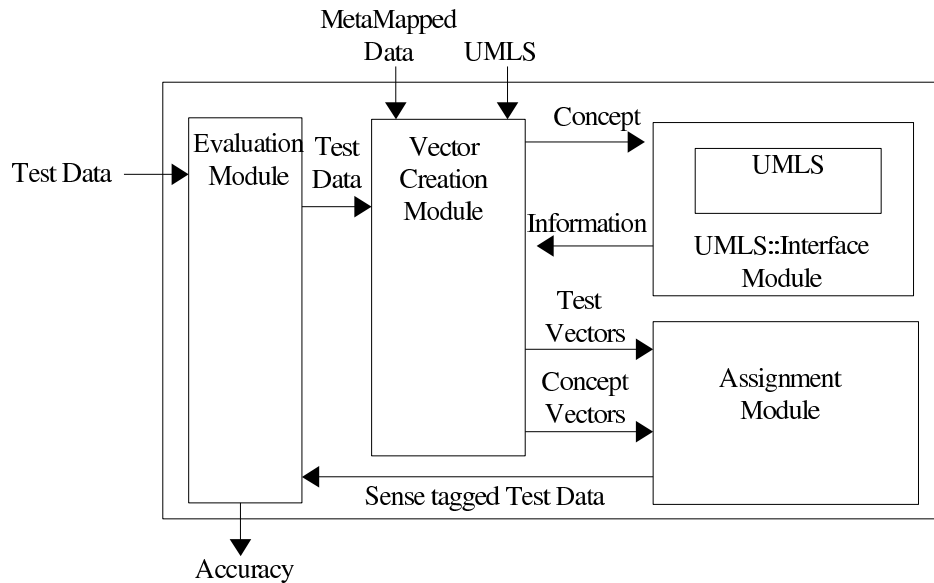 MetaMapped
Data
UMLS
Test Data
Evaluation
Module
Test
Data
Vector
Creation
Module
Concept
Information
UMLS
UMLS::Interface
Module
Test
Vectors
Concept
Vectors
Assignment
Module
Sense tagged Test Data
Accuracy